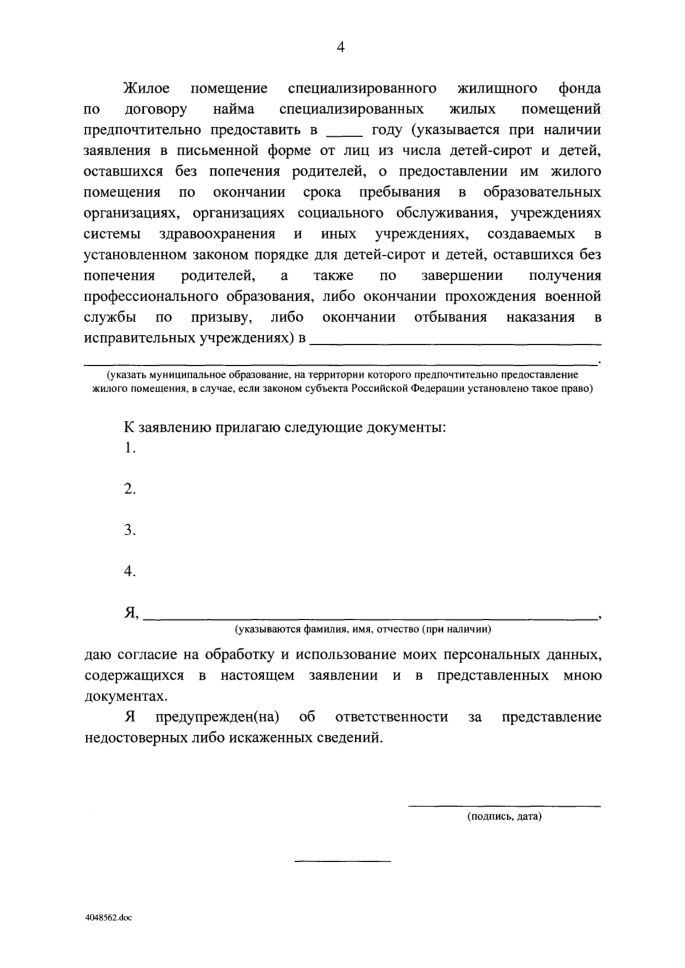 4
Жилое помещение специализированного жилищного фонда
по договору найма специализированных жилых помещений
предпочтительно предоставить в _____ году (указывается при наличии
заявления в письменной форме от лиц из числа детей-сирот и детей,
оставшихся без попечения родителей, о предоставлении им жилого
помещения по окончании срока пребывания в образовательных
организациях, организациях социального обслуживания, учреждениях
системы здравоохранения и иных учреждениях, создаваемых в
установленном законом порядке для детей-сирот и детей, оставшихся без
попечения родителей, а также по завершении получения
профессионального образования, либо окончании прохождения военной
службы по призыву, либо окончании отбывания наказания в
исправительных учреждениях) в ____________________
____________________.
(указать муниципальное образование, на территории которого предпочтительно предоставление
жилого помещения, в случае, если законом субъекта Российской Федерации установлено такое право)
К заявлению прилагаю следующие документы:
1.
2.
3.
4.
Я, ____________________,
(указываются фамилия, имя, отчество (при наличии)
даю согласие на обработку и использование моих персональных данных,
содержащихся в настоящем заявлении и в представленных мною
документах.
Я предупрежден(на) об ответственности за представление
недостоверных либо искаженных сведений.
(подпись, дата)
4048562.doc